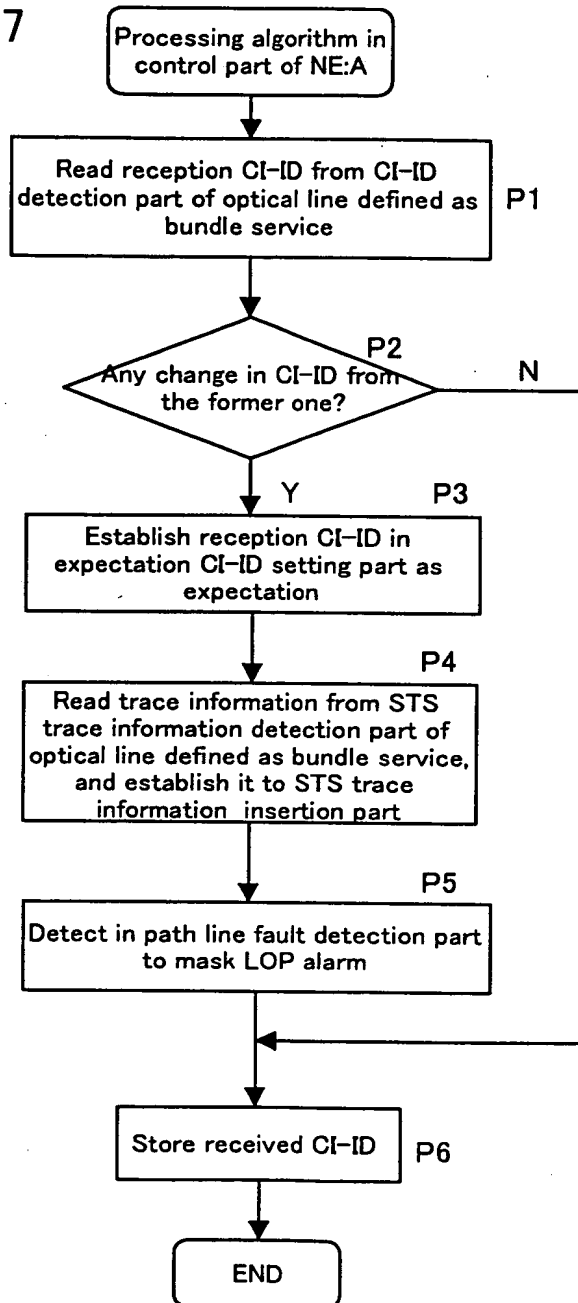 7
Processing algorithm in
control part of NE:A
Read reception CI-ID from CI-ID
detection part of optical line defined as
bundle service
P1
P2
Any change in CI-ID from
the former one?
N
Y
P3
Establish reception CI-ID in
expectation CI-ID setting part as
expectation
P4
Read trace information from STS
trace information detection part of
optical line defined as bundle service,
and establish it to STS trace
information insertion part
P5
Detect in path line fault detection part
to mask LOP alarm
Store received CI-ID
P6
END